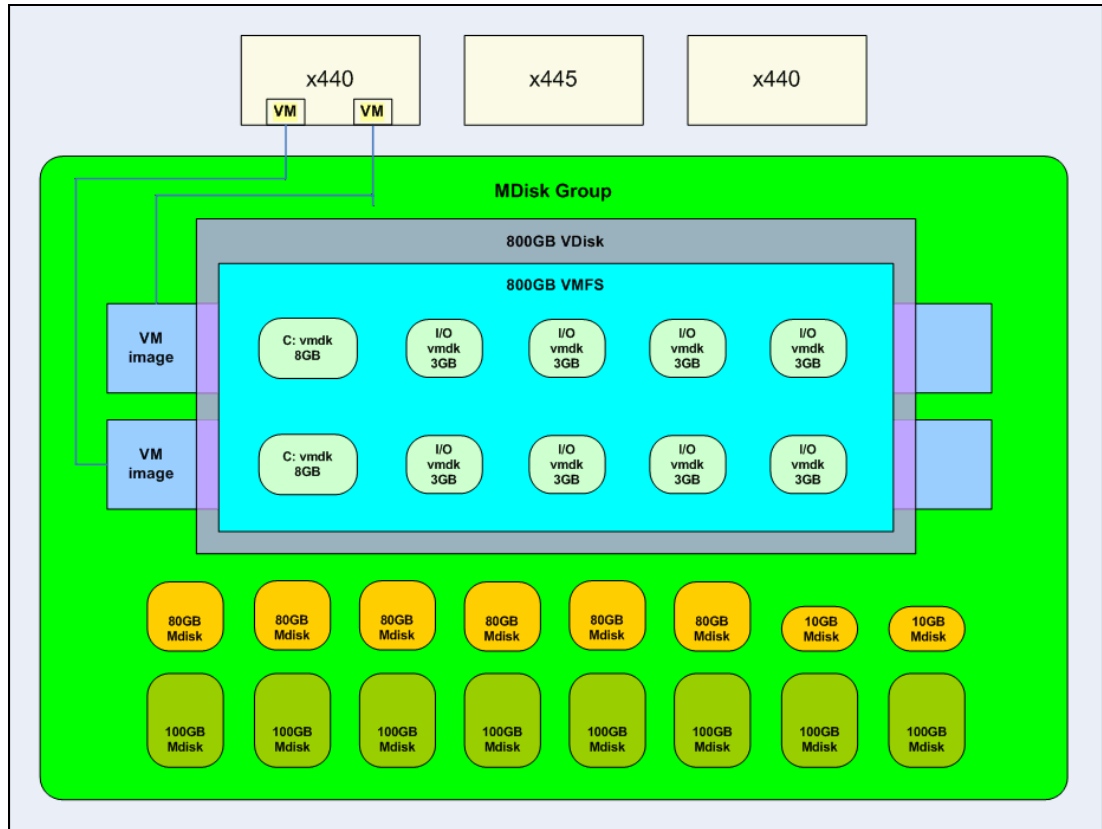 x440
x445
x440
VM
VM
MDisk Group
800GB VDisk
800GB VMFS
VM
image
C: vmdk
8GB
I/O
vmdk
3GB
I/O
vmdk
3GB
I/O
vmdk
3GB
I/O
vmdk
3GB
VM
image
C: vmdk
8GB
I/O
vmdk
3GB
I/O
vmdk
3GB
I/O
vmdk
3GB
I/O
vmdk
3GB
80GB
Mdisk
80GB
Mdisk
80GB
Mdisk
80GB
Mdisk
80GB
Mdisk
80GB
Mdisk
10GB
Mdisk
10GB
Mdisk
100GB
Mdisk
100GB
Mdisk
100GB
Mdisk
100GB
Mdisk
100GB
Mdisk
100GB
Mdisk
100GB
Mdisk
100GB
Mdisk